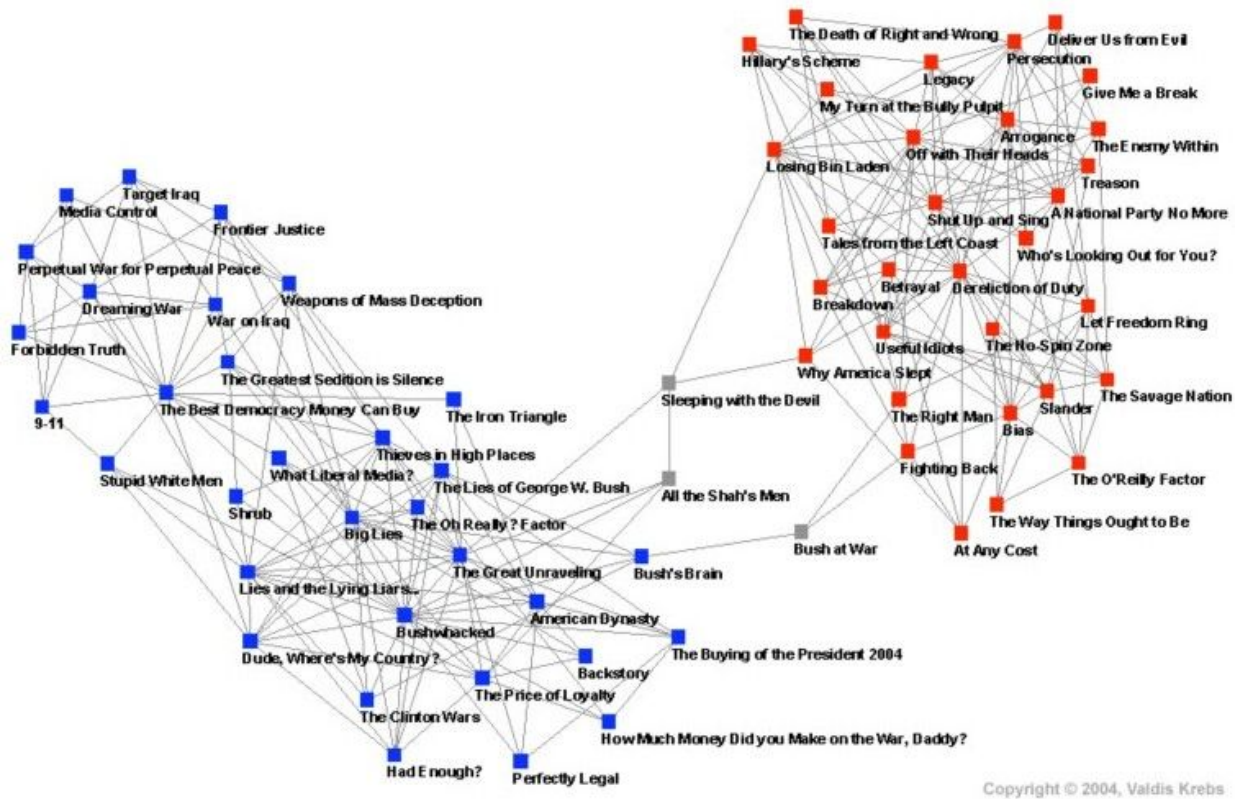 The Death of Right and Wrong
Deliver Us from Evil
Hillary's Scheme
Persecution
Legacy
Give Me a Break
My Turn at the Bully Pulpit
Arrogance
The Enemy Within
Off with Their Heads
Losing Bin Laden
Treason
Target Iraq
Media Control
A National Party No More
Shut Up and Sing
Frontier Justice
Tales from the Left Coast
Who's Looking Out for You?
Perpetual War for Perpetual Peace
Betrayal
Dereliction of Duty
Weapons of Mass Deception
Breakdown
Dreaming War
War on Iraq
Let Freedom Ring
Forbidden Truth
Useful Idiots
The No-Spin Zone
Why America Slept
The Greatest Sedition is Silence
The Savage Nation
Sleeping with the Devil
Slander
The Best Democracy Money Can Buy
The Iron Triangle
The Right Man
9-11
Bias
Thieves in High Places
Fighting Back
What Liberal Media?
Stupid White Men
The O'Reilly Factor
The Lies of George W. Bush
All the Shah's Men
Shrub
The Oh Really? Factor
The Way Things Ought to Be
Big Lies
Bush at War
At Any Cost
The Great Unraveling
Bush's Brain
Lies and the Lying Liars...
American Dynasty
Bushwhacked
The Buying of the President 2004
Dude, Where's My Country?
Backstory
The Price of Loyalty
The Clinton Wars
How Much Money Did you Make on the War, Daddy?
Had Enough?
Perfectly Legal
Copyright © 2004, Valdis Krebs